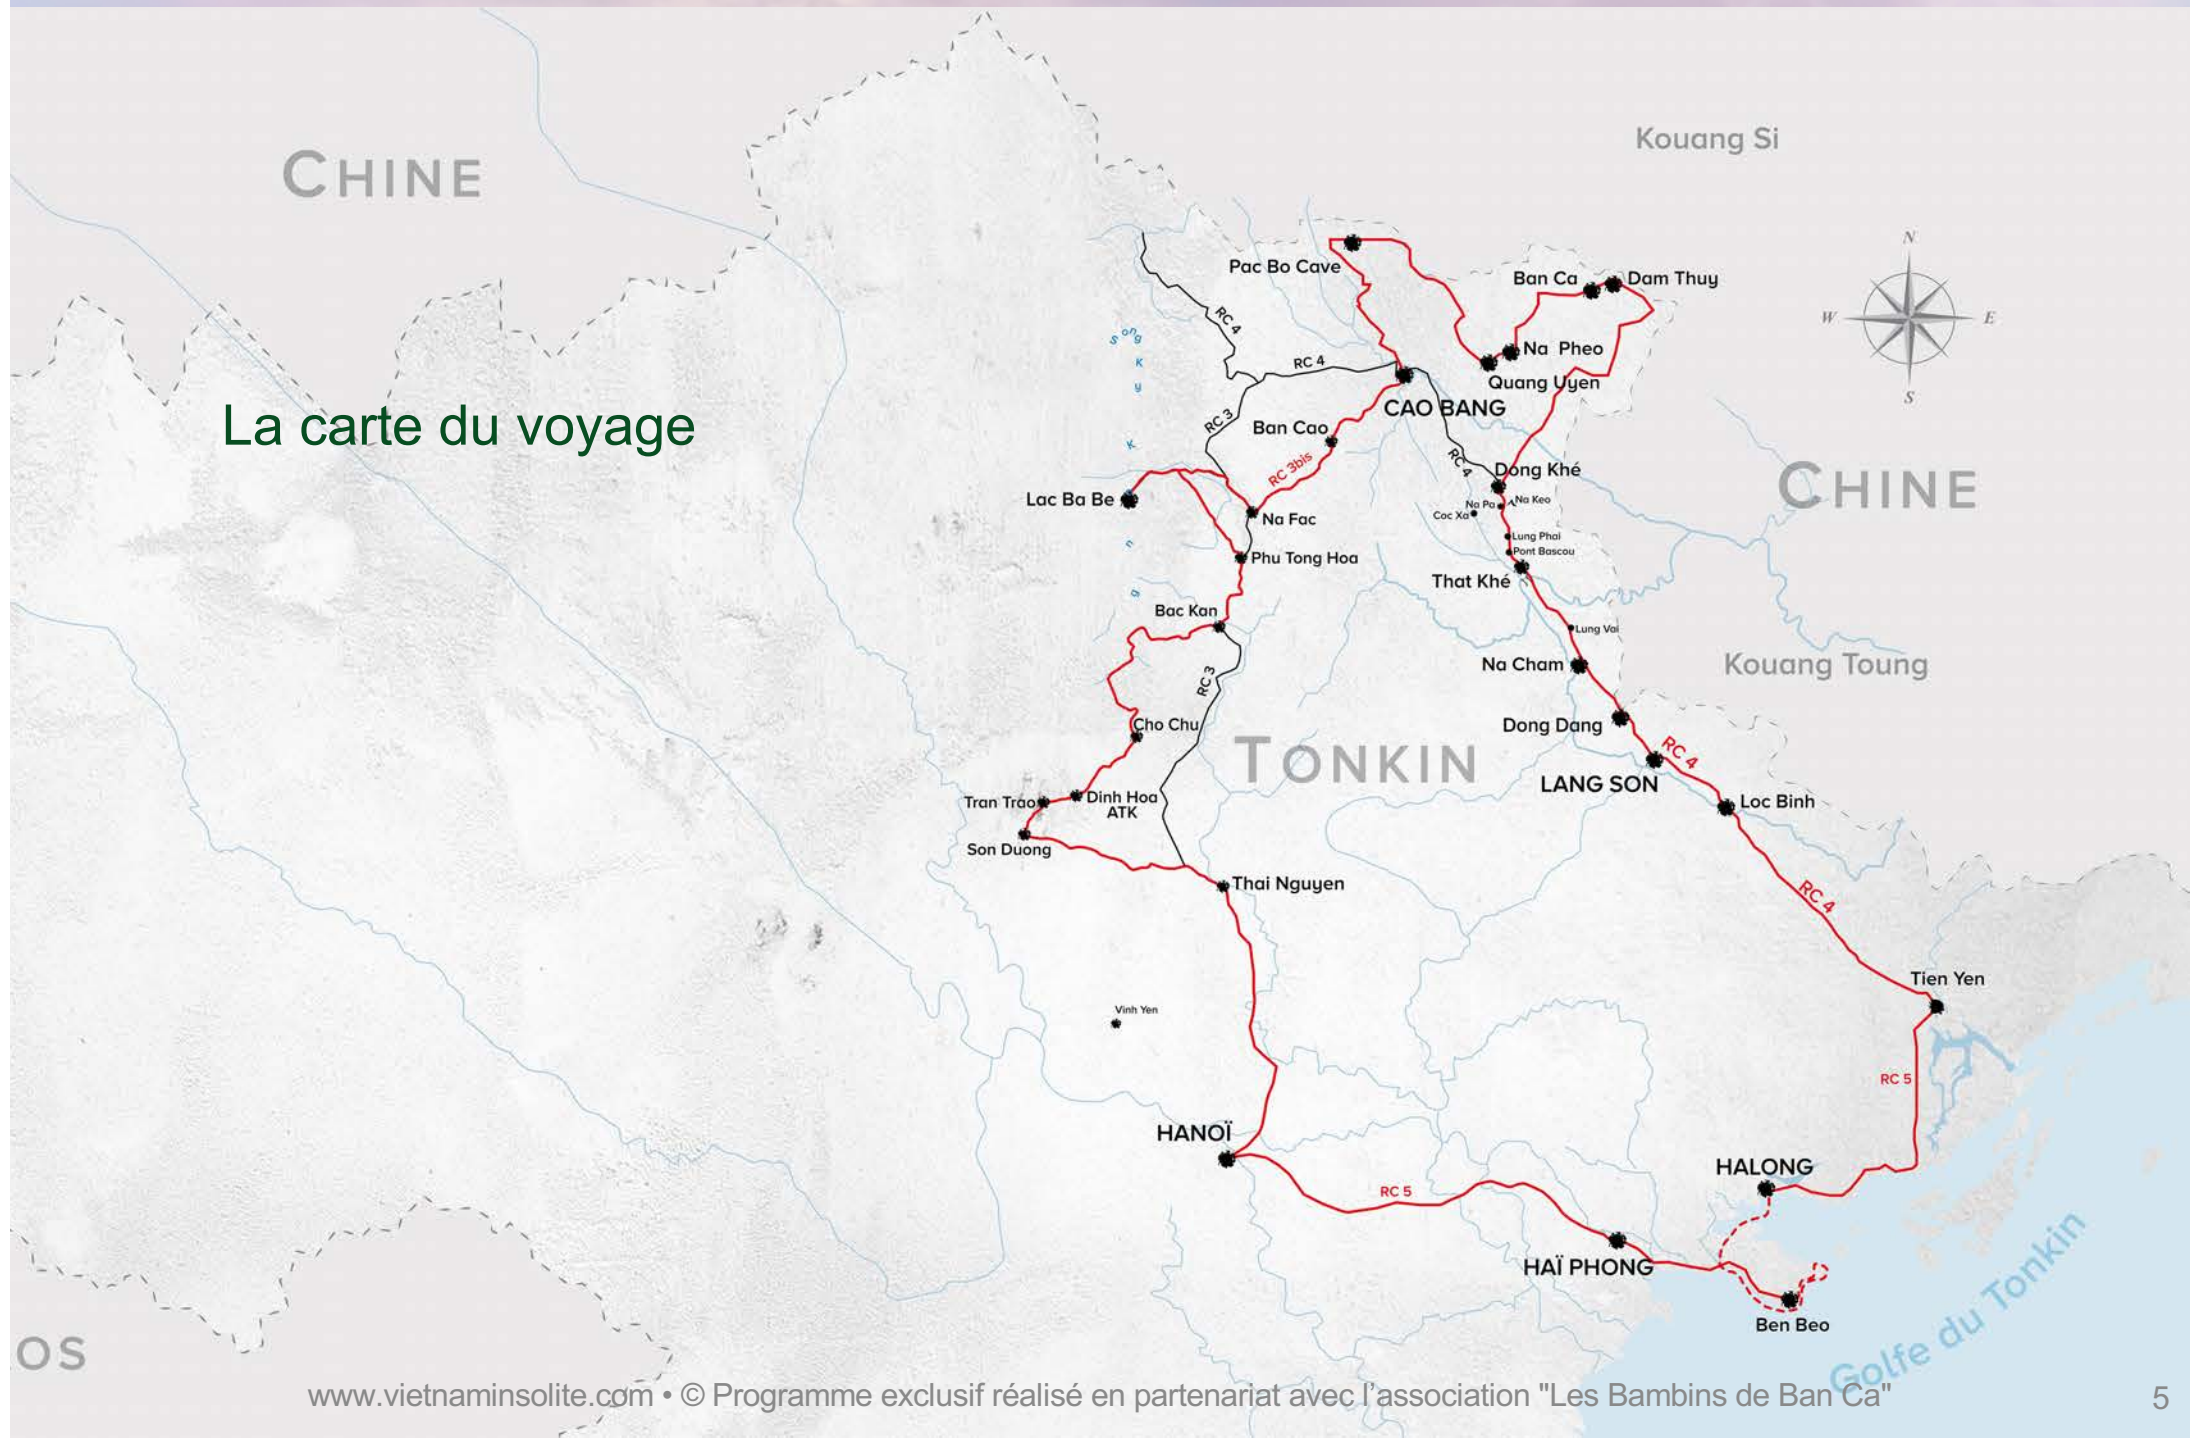 CHINE
Kouang Si
N
W
E
S
Pac Bo Cave
Ban Ca
Dam Thuy
RC 4
Song Ky Kong
RC 4
Na Pheo
Quang Uyen
CAO BANG
La carte du voyage
RC 3
Ban Cao
RC 3bis
RC 4
Dong Khé
CHINE
Lac Ba Be
Na Keo
Na Pa
Coc Xa
Na Fac
Lung Phai
Pont Bascou
Phu Tong Hoa
That Khé
Bac Kan
Lung Vai
Na Cham
Kouang Toung
RC 3
Cho Chu
Dong Dang
TONKIN
RC 4
LANG SON
Loc Binh
Tran Trao
Dinh Hoa
ATK
Son Duong
Thai Nguyen
RC 4
Tien Yen
Vinh Yen
RC 5
HANOÏ
HALONG
RC 5
HAÏ PHONG
Ben Beo
Golfe du Tonkin
OS
www.vietnaminsolite.com • © Programme exclusif réalisé en partenariat avec l'association "Les Bambins de Ban Ca"
5